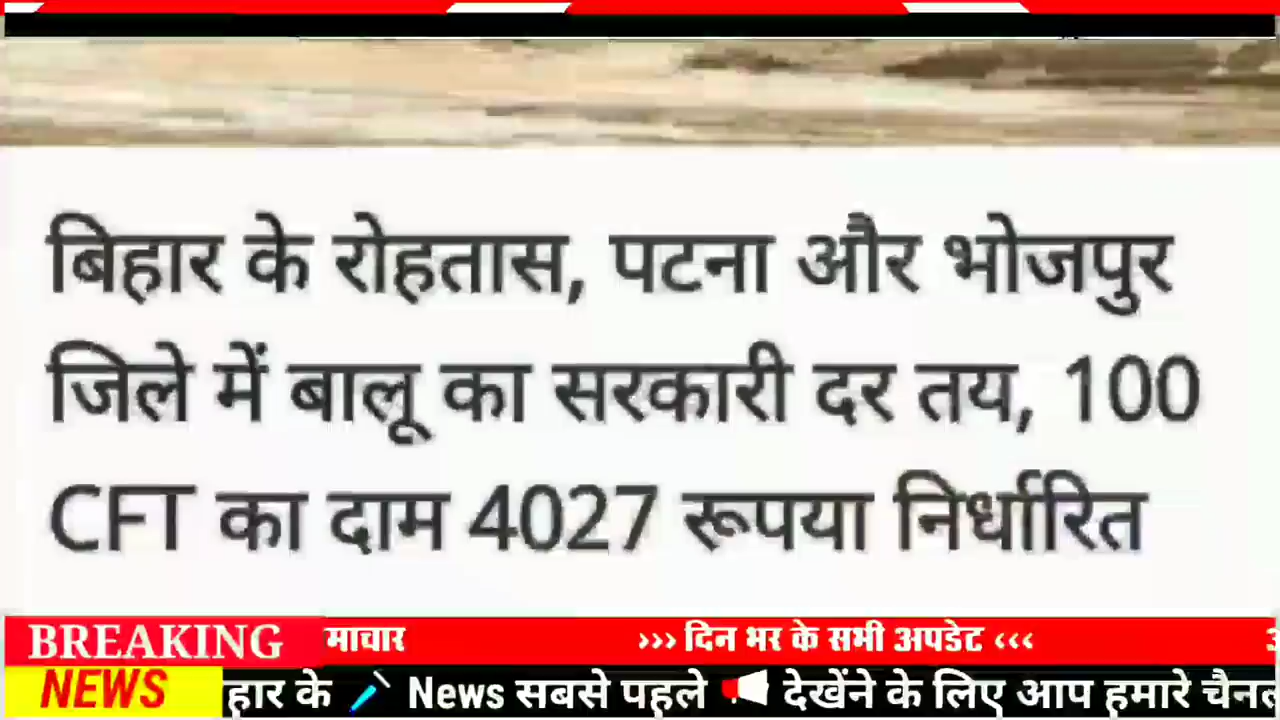 बिहार के रोहतास, पटना और भोजपुर
जिले में बालू का सरकारी दर तय, 100
CFT का दाम 4027 रूपया निर्धारित
BREAKING
माचार ››› दिन भर के सभी अपडेट ‹‹‹
NEWS
हार के News सबसे पहले देखेंने के लिए आप हमारे चैनल